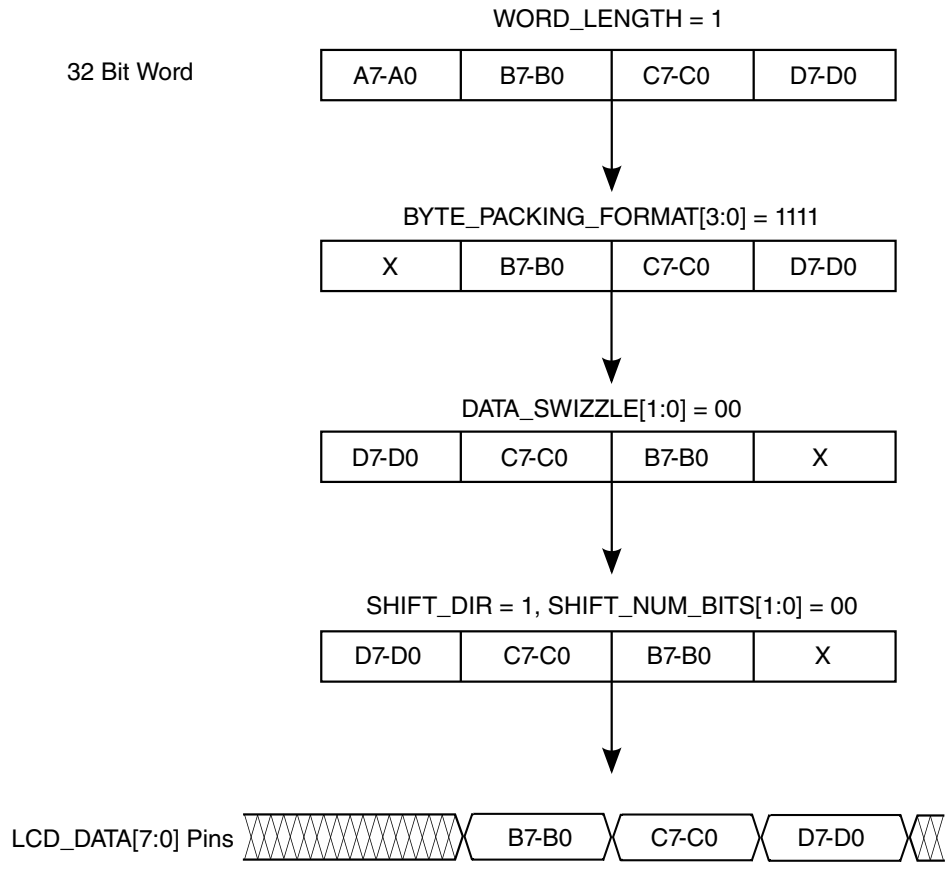 WORD_LENGTH = 1
32 Bit Word
A7-A0 B7-B0 C7-C0 D7-D0
BYTE_PACKING_FORMAT[3:0] = 1111
X B7-B0 C7-C0 D7-D0
DATA_SWIZZLE[1:0] = 00
D7-D0 C7-C0 B7-B0 X
SHIFT_DIR = 1, SHIFT_NUM_BITS[1:0] = 00
D7-D0 C7-C0 B7-B0 X
LCD_DATA[7:0] Pins B7-B0 C7-C0 D7-D0